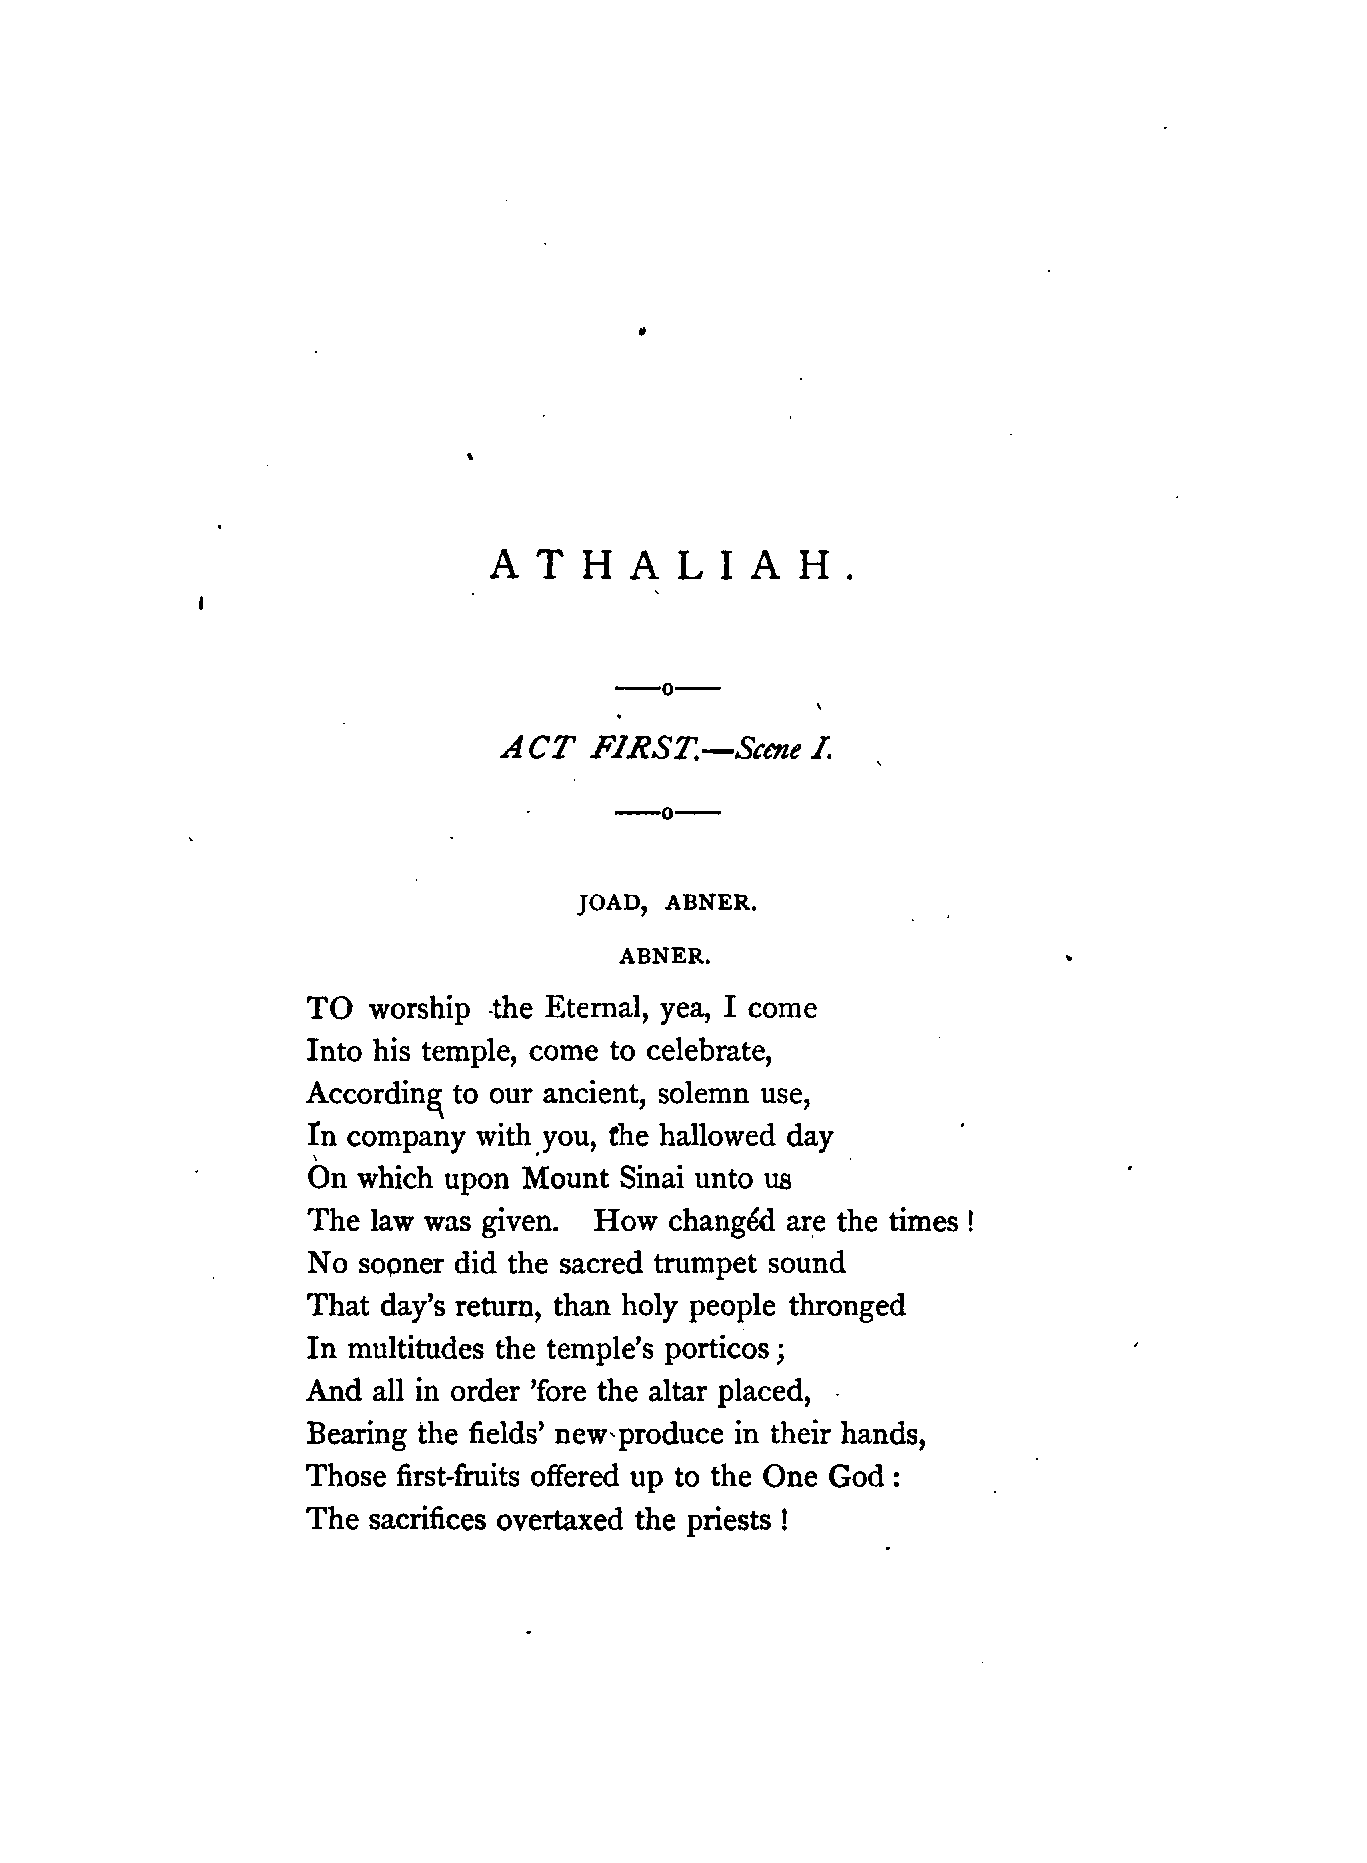 ATHALIAH.
ACT FIRST.—Scene I.
JOAD, ABNER.
ABNER.
TO worship the Eternal, yea, I come
Into his temple, come to celebrate,
According to our ancient, solemn use,
In company with you, the hallowed day
On which upon Mount Sinai unto us
The law was given. How changéd are the times!
No sooner did the sacred trumpet sound
That day's return, than holy people thronged
In multitudes the temple's porticos;
And all in order 'fore the altar placed,
Bearing the fields' new produce in their hands,
Those first-fruits offered up to the One God:
The sacrifices overtaxed the priests!